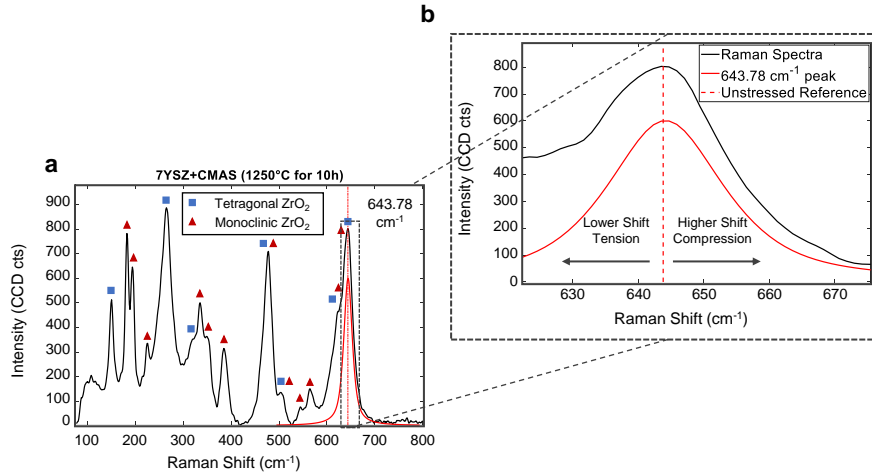 b
Intensity (CCD cts)
800
700
600
500
400
300
200
100
0
Raman Spectra
643.78 cm⁻¹ peak
Unstressed Reference
Lower Shift
Tension
Higher Shift
Compression
630
640
650
660
670
Raman Shift (cm⁻¹)
a
7YSZ+CMAS (1250°C for 10h)
Intensity (CCD cts)
900
800
700
600
500
400
300
200
100
0
Tetragonal ZrO₂
Monoclinic ZrO₂
643.78
cm⁻¹
100
200
300
400
500
600
700
800
Raman Shift (cm⁻¹)